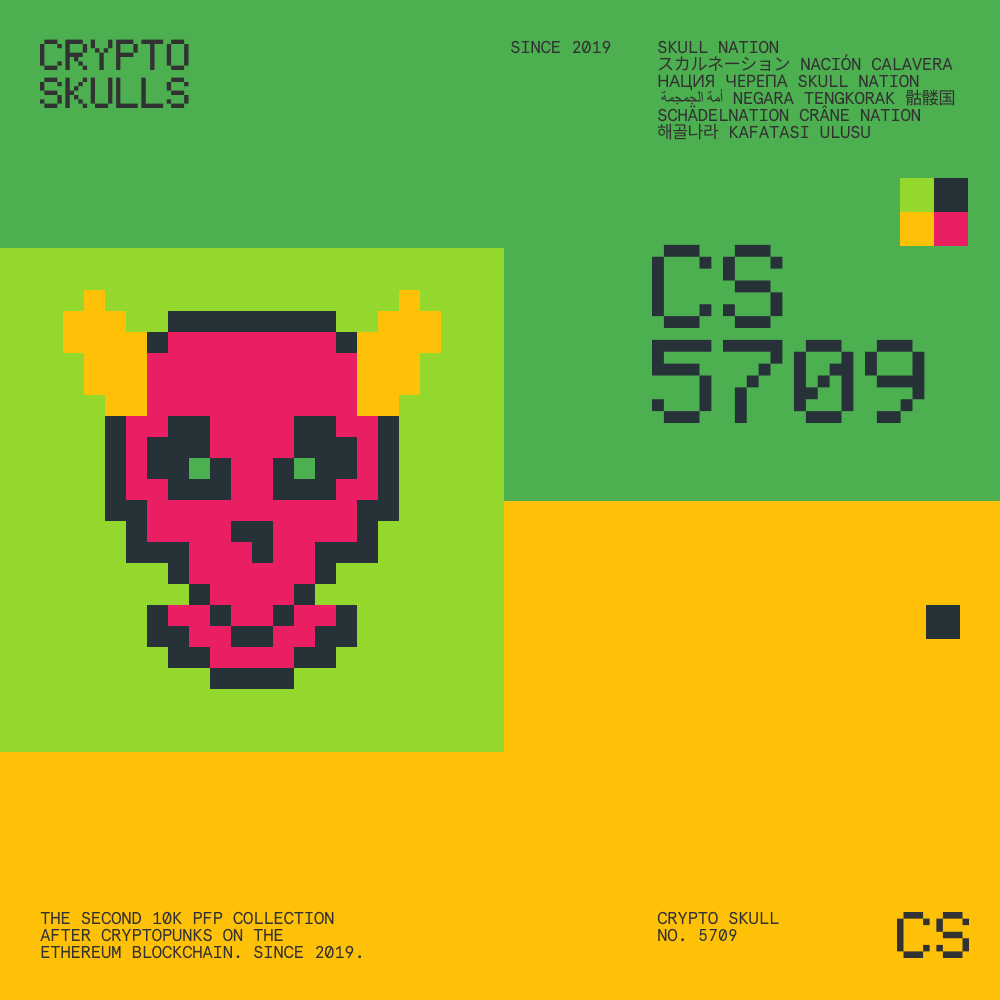 CRYPTO
SKULLS
SINCE 2019
SKULL NATION
スカルネーション NACIÓN CALAVERA
НАЦИЯ ЧЕРЕПА SKULL NATION
أمة الجمجمة NEGARA TENGKORAK 骷髅国
SCHÄDELNATION CRÂNE NATION
해골나라 KAFATASI ULUSU
CS
5709
THE SECOND 10K PFP COLLECTION
AFTER CRYPTOPUNKS ON THE
ETHEREUM BLOCKCHAIN. SINCE 2019.
CRYPTO SKULL
NO. 5709
CS